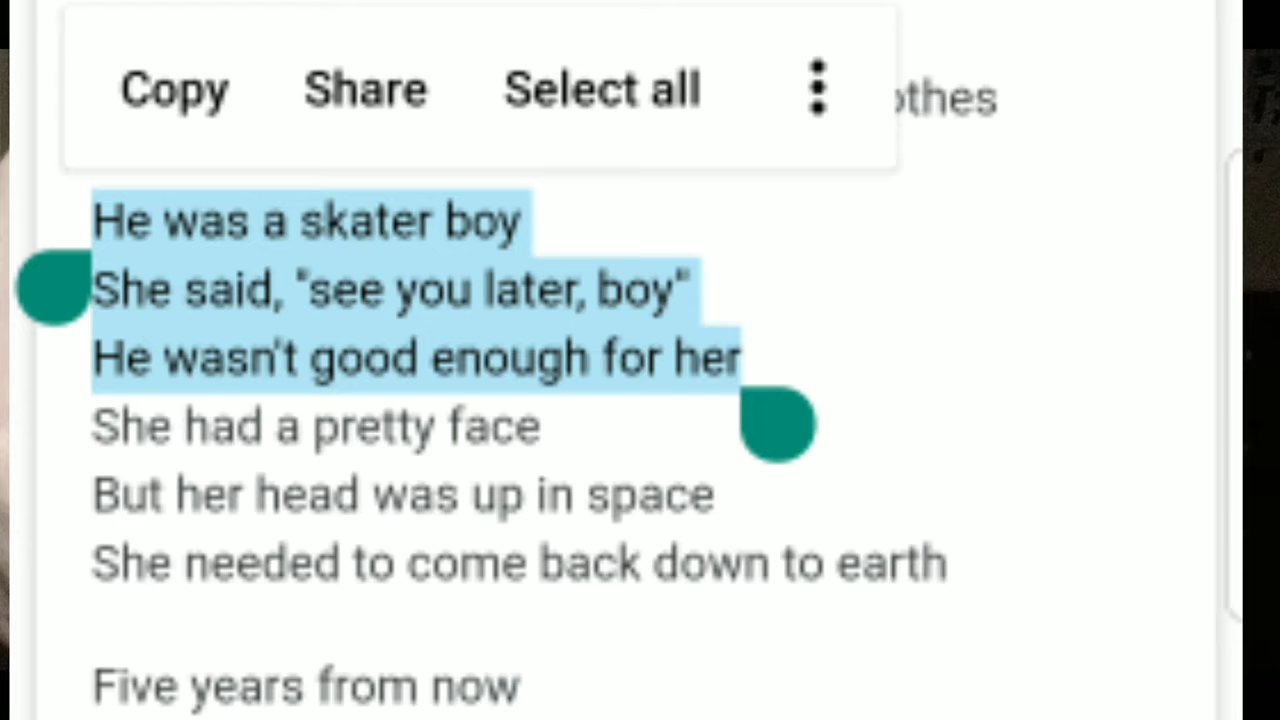 Copy Share Select all
othes
He was a skater boy
She said, "see you later, boy"
He wasn't good enough for her
She had a pretty face
But her head was up in space
She needed to come back down to earth
Five years from now